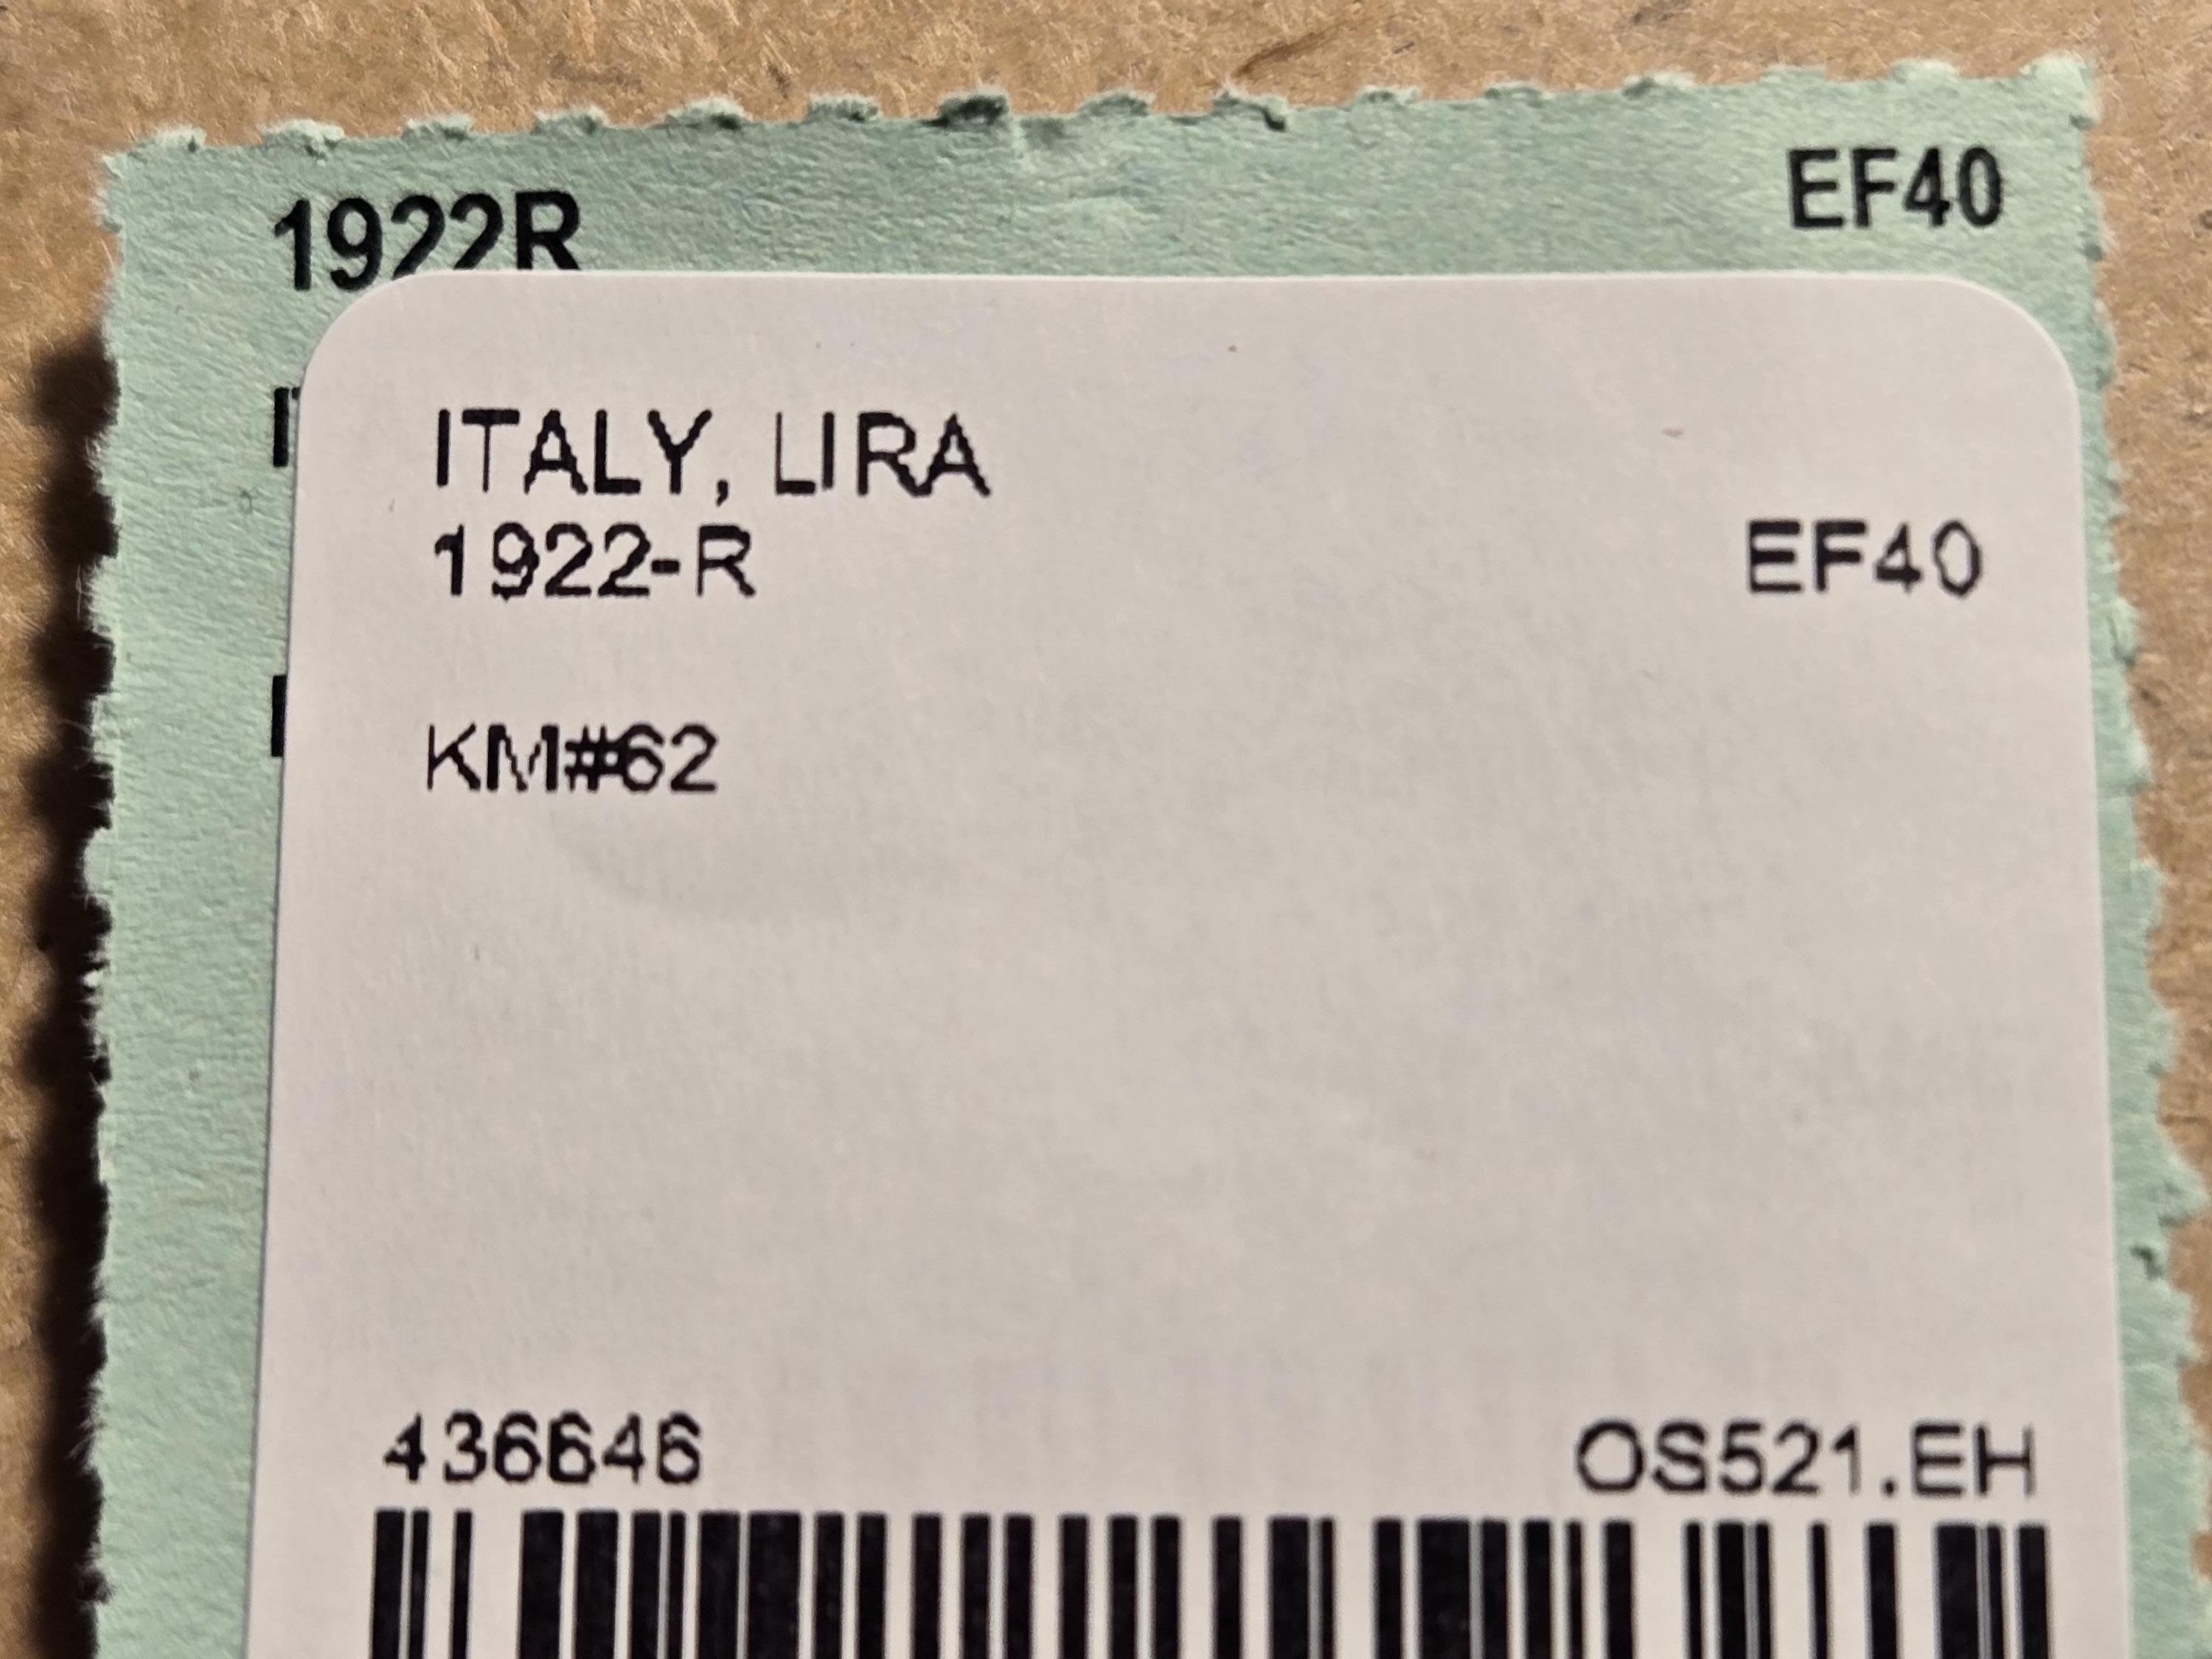 1922R EF40
ITALY, LIRA
1922-R EF40
KM#62
436646 OS521.EH